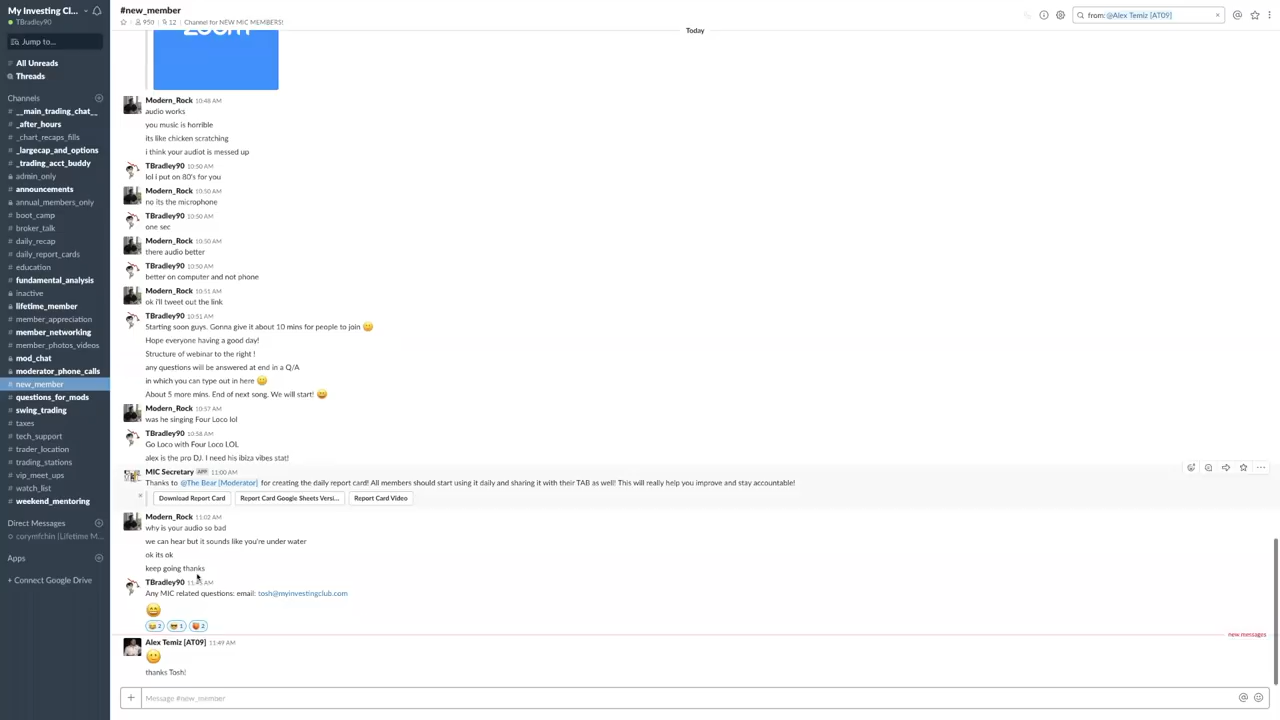 My Investing Cl...
TBradley90
Jump to...
All Unreads
Threads
Channels
# __main_trading_chat__
# _after_hours
# _chart_recaps_fills
# _largecap_and_options
# _trading_acct_buddy
admin_only
# announcements
annual_members_only
# boot_camp
# broker_talk
# daily_recap
# daily_report_cards
# education
# fundamental_analysis
inactive
lifetime_member
# member_appreciation
# member_networking
# member_photos_videos
mod_chat
moderator_phone_calls
# new_member
# questions_for_mods
# swing_trading
# taxes
# tech_support
# trader_location
# trading_stations
# vip_meet_ups
# watch_list
# weekend_mentoring
Direct Messages
corymfchin |Lifetime M...
Apps
+ Connect Google Drive
#new_member
950
12
Channel for NEW MIC MEMBERS!
from: @Alex Temiz [AT09]
Today
zoom
Modern_Rock 10:48 AM
audio works
you music is horrible
its like chicken scratching
i think your audiot is messed up
TBradley90 10:50 AM
lol i put on 80's for you
Modern_Rock 10:50 AM
no its the microphone
TBradley90 10:50 AM
one sec
Modern_Rock 10:50 AM
there audio better
TBradley90 10:50 AM
better on computer and not phone
Modern_Rock 10:51 AM
ok i'll tweet out the link
TBradley90 10:51 AM
Starting soon guys. Gonna give it about 10 mins for people to join
Hope everyone having a good day!
Structure of webinar to the right !
any questions will be answered at end in a Q/A
in which you can type out in here
About 5 more mins. End of next song. We will start!
Modern_Rock 10:57 AM
was he singing Four Loco lol
TBradley90 10:58 AM
Go Loco with Four Loco LOL
alex is the pro DJ. I need his ibiza vibes stat!
MIC Secretary APP 11:00 AM
Thanks to @The Bear [Moderator] for creating the daily report card! All members should start using it daily and sharing it with their TAB as well! This will really help you improve and stay accountable!
Download Report Card
Report Card Google Sheets Versi...
Report Card Video
Modern_Rock 11:02 AM
why is your audio so bad
we can hear but it sounds like you're under water
ok its ok
keep going thanks
TBradley90 11:45 AM
Any MIC related questions: email: tosh@myinvestingclub.com
2
1
2
new messages
Alex Temiz [AT09] 11:49 AM
thanks Tosh!
Message #new_member